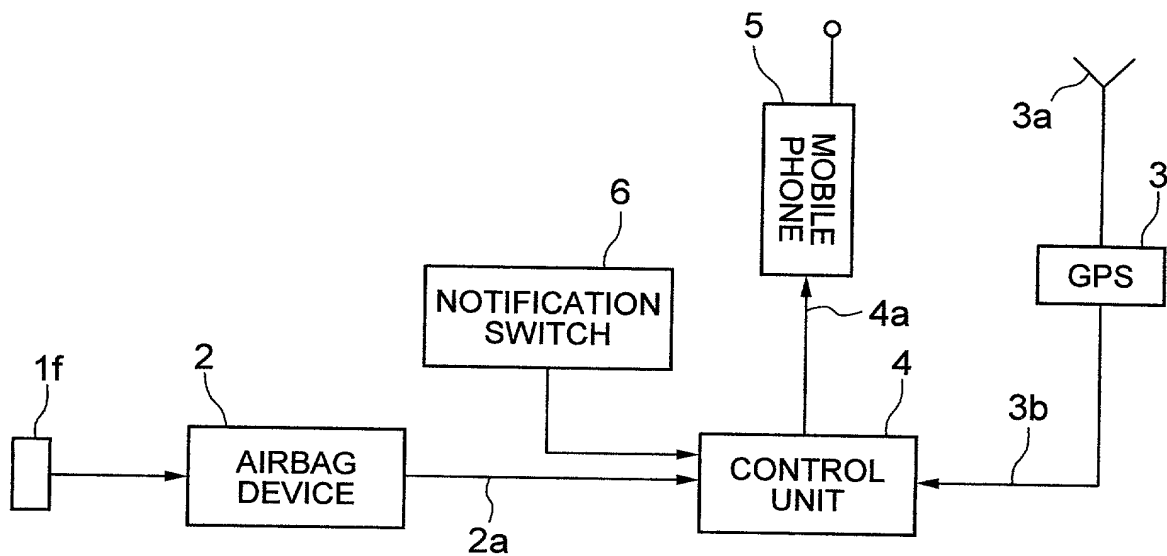 5
MOBILE
PHONE
3a
3
GPS
6
NOTIFICATION
SWITCH
4a
1f
2
AIRBAG
DEVICE
2a
4
CONTROL
UNIT
3b